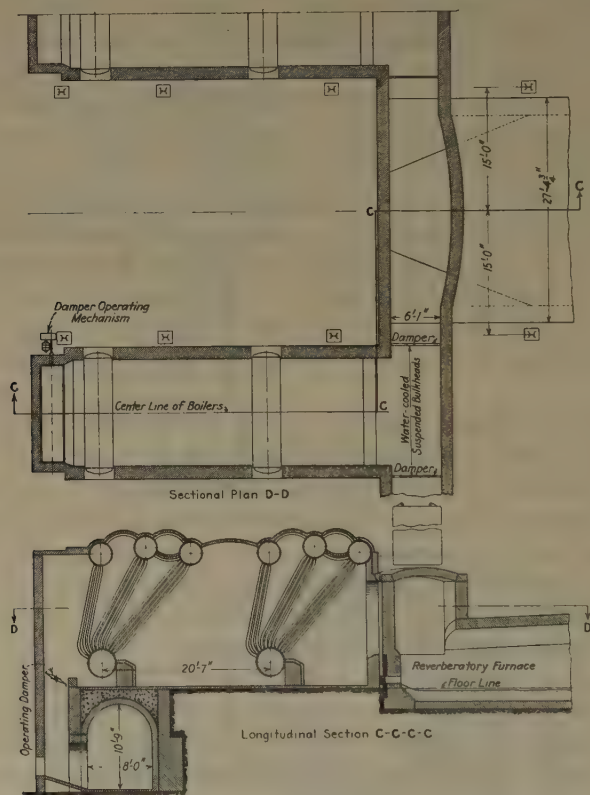 15'-0"
27'-4¾"
C
C
15'-0"
6'-1"
Damper Operating
Mechanism
Damper
C
Center Line of Boilers
C
Water-cooled
Suspended Bulkheads
Damper
Sectional Plan D-D
D
D
20'-7"
Reverberatory Furnace
Floor Line
Operating Damper
10'-9"
8'-0"
Longitudinal Section C-C-C-C